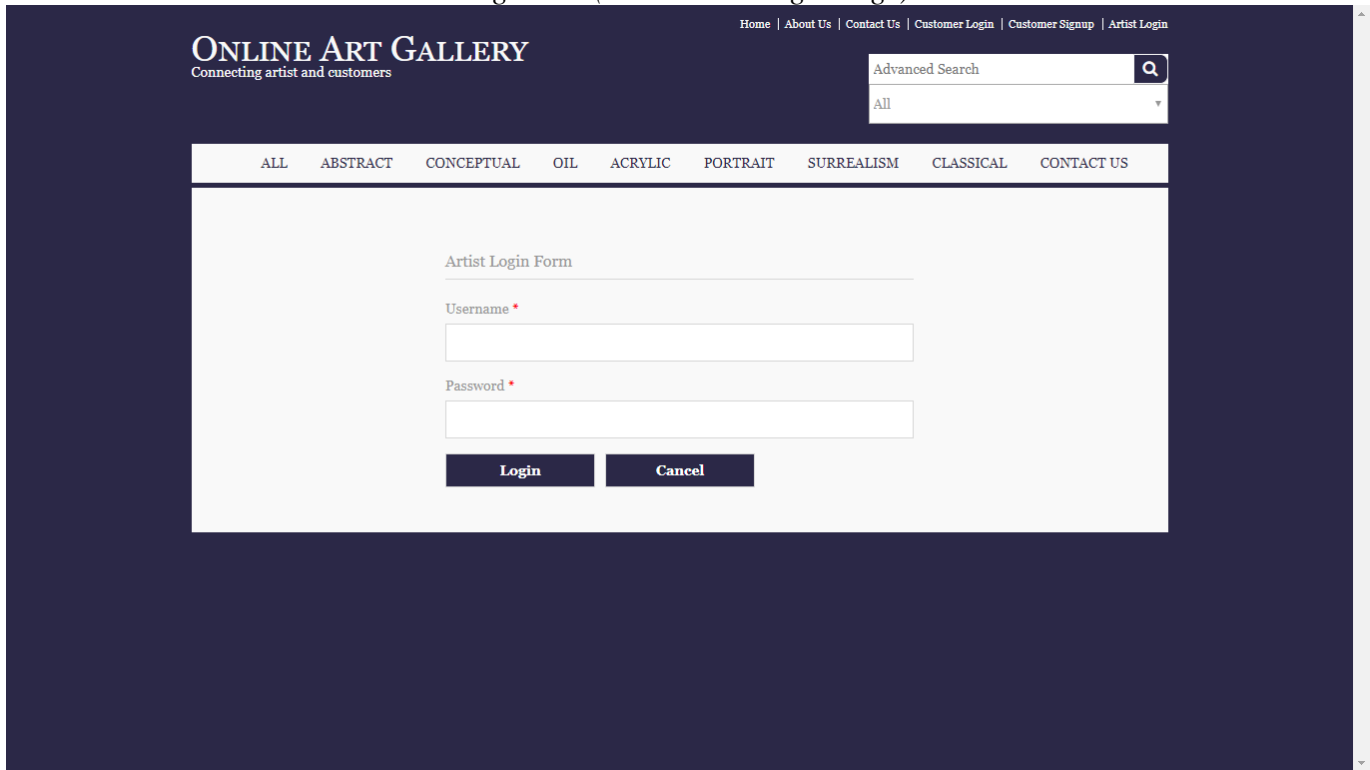 Home | About Us | Contact Us | Customer Login | Customer Signup | Artist Login
ONLINE ART GALLERY
Connecting artist and customers
Advanced Search
All
ALL ABSTRACT CONCEPTUAL OIL ACRYLIC PORTRAIT SURREALISM CLASSICAL CONTACT US
Artist Login Form
Username *
Password *
Login Cancel